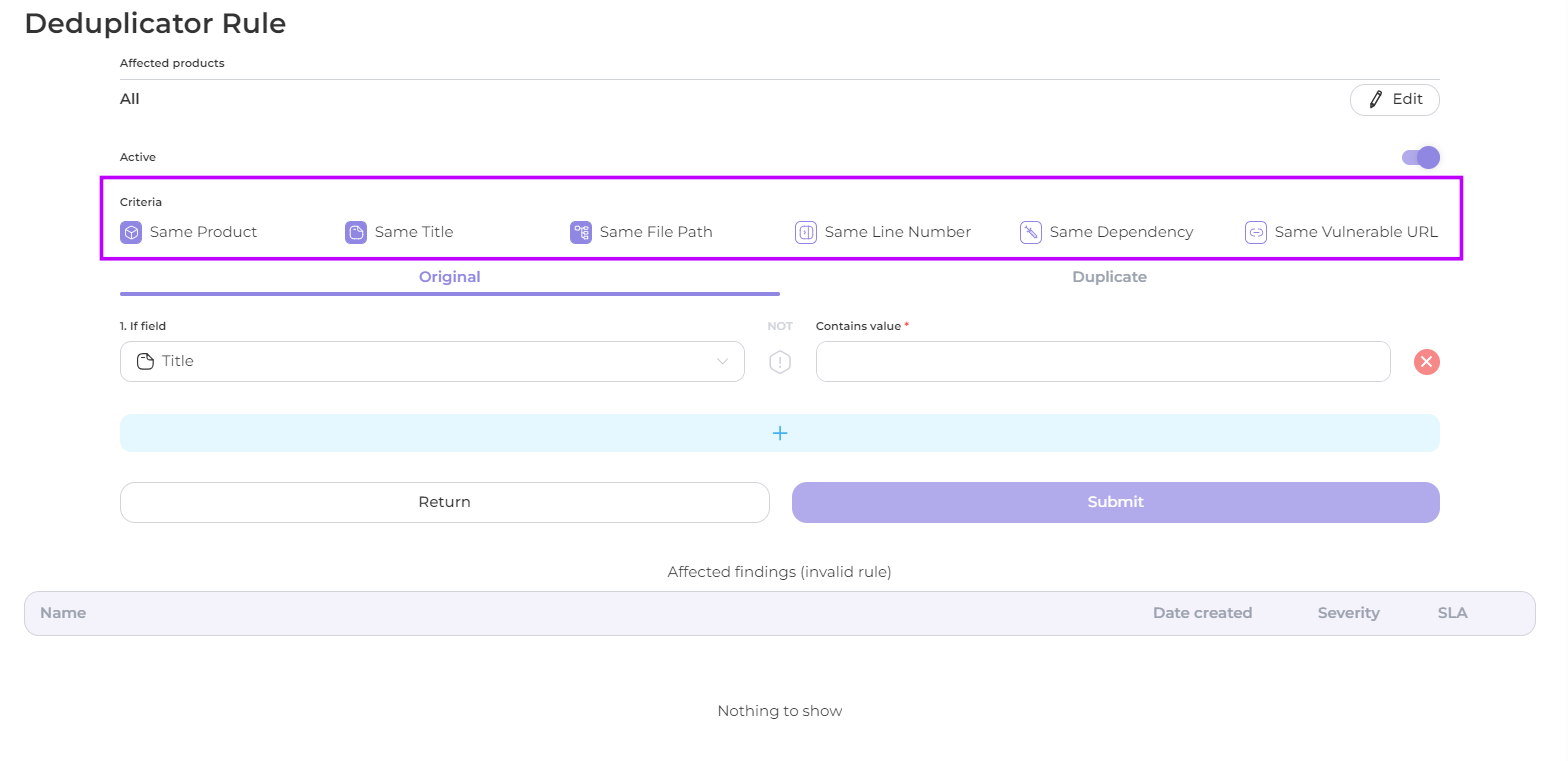 Deduplicator Rule
Affected products
All
Edit
Active
Criteria
Same Product Same Title Same File Path Same Line Number Same Dependency Same Vulnerable URL
Original Duplicate
1. If field NOT Contains value *
Title
+
Return Submit
Affected findings (invalid rule)
Name Date created Severity SLA
Nothing to show